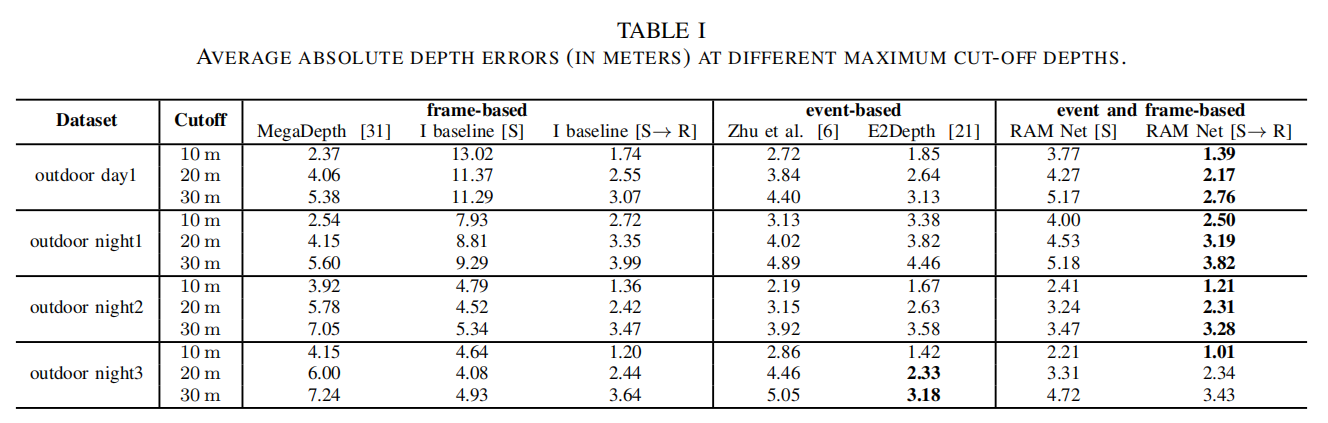 TABLE I
AVERAGE ABSOLUTE DEPTH ERRORS (IN METERS) AT DIFFERENT MAXIMUM CUT-OFF DEPTHS.
Dataset Cutoff frame-based event-based event and frame-based
MegaDepth [31] I baseline [S] I baseline [S→ R] Zhu et al. [6] E2Depth [21] RAM Net [S] RAM Net [S→ R]
outdoor day1 10 m 2.37 13.02 1.74 2.72 1.85 3.77 1.39
20 m 4.06 11.37 2.55 3.84 2.64 4.27 2.17
30 m 5.38 11.29 3.07 4.40 3.13 5.17 2.76
outdoor night1 10 m 2.54 7.93 2.72 3.13 3.38 4.00 2.50
20 m 4.15 8.81 3.35 4.02 3.82 4.53 3.19
30 m 5.60 9.29 3.99 4.89 4.46 5.18 3.82
outdoor night2 10 m 3.92 4.79 1.36 2.19 1.67 2.41 1.21
20 m 5.78 4.52 2.42 3.15 2.63 3.24 2.31
30 m 7.05 5.34 3.47 3.92 3.58 3.47 3.28
outdoor night3 10 m 4.15 4.64 1.20 2.86 1.42 2.21 1.01
20 m 6.00 4.08 2.44 4.46 2.33 3.31 2.34
30 m 7.24 4.93 3.64 5.05 3.18 4.72 3.43